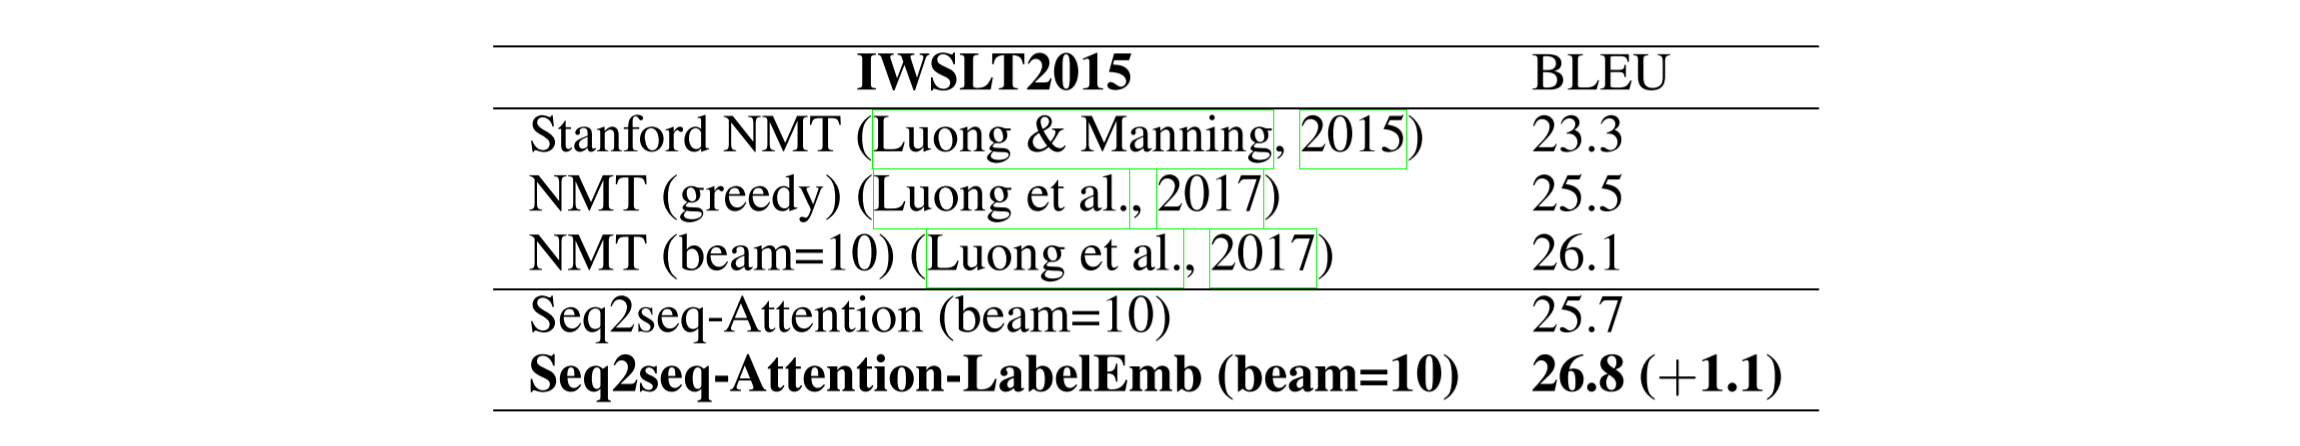 IWSLT2015 BLEU
Stanford NMT (Luong & Manning, 2015) 23.3
NMT (greedy) (Luong et al., 2017) 25.5
NMT (beam=10) (Luong et al., 2017) 26.1
Seq2seq-Attention (beam=10) 25.7
Seq2seq-Attention-LabelEmb (beam=10) 26.8 (+1.1)